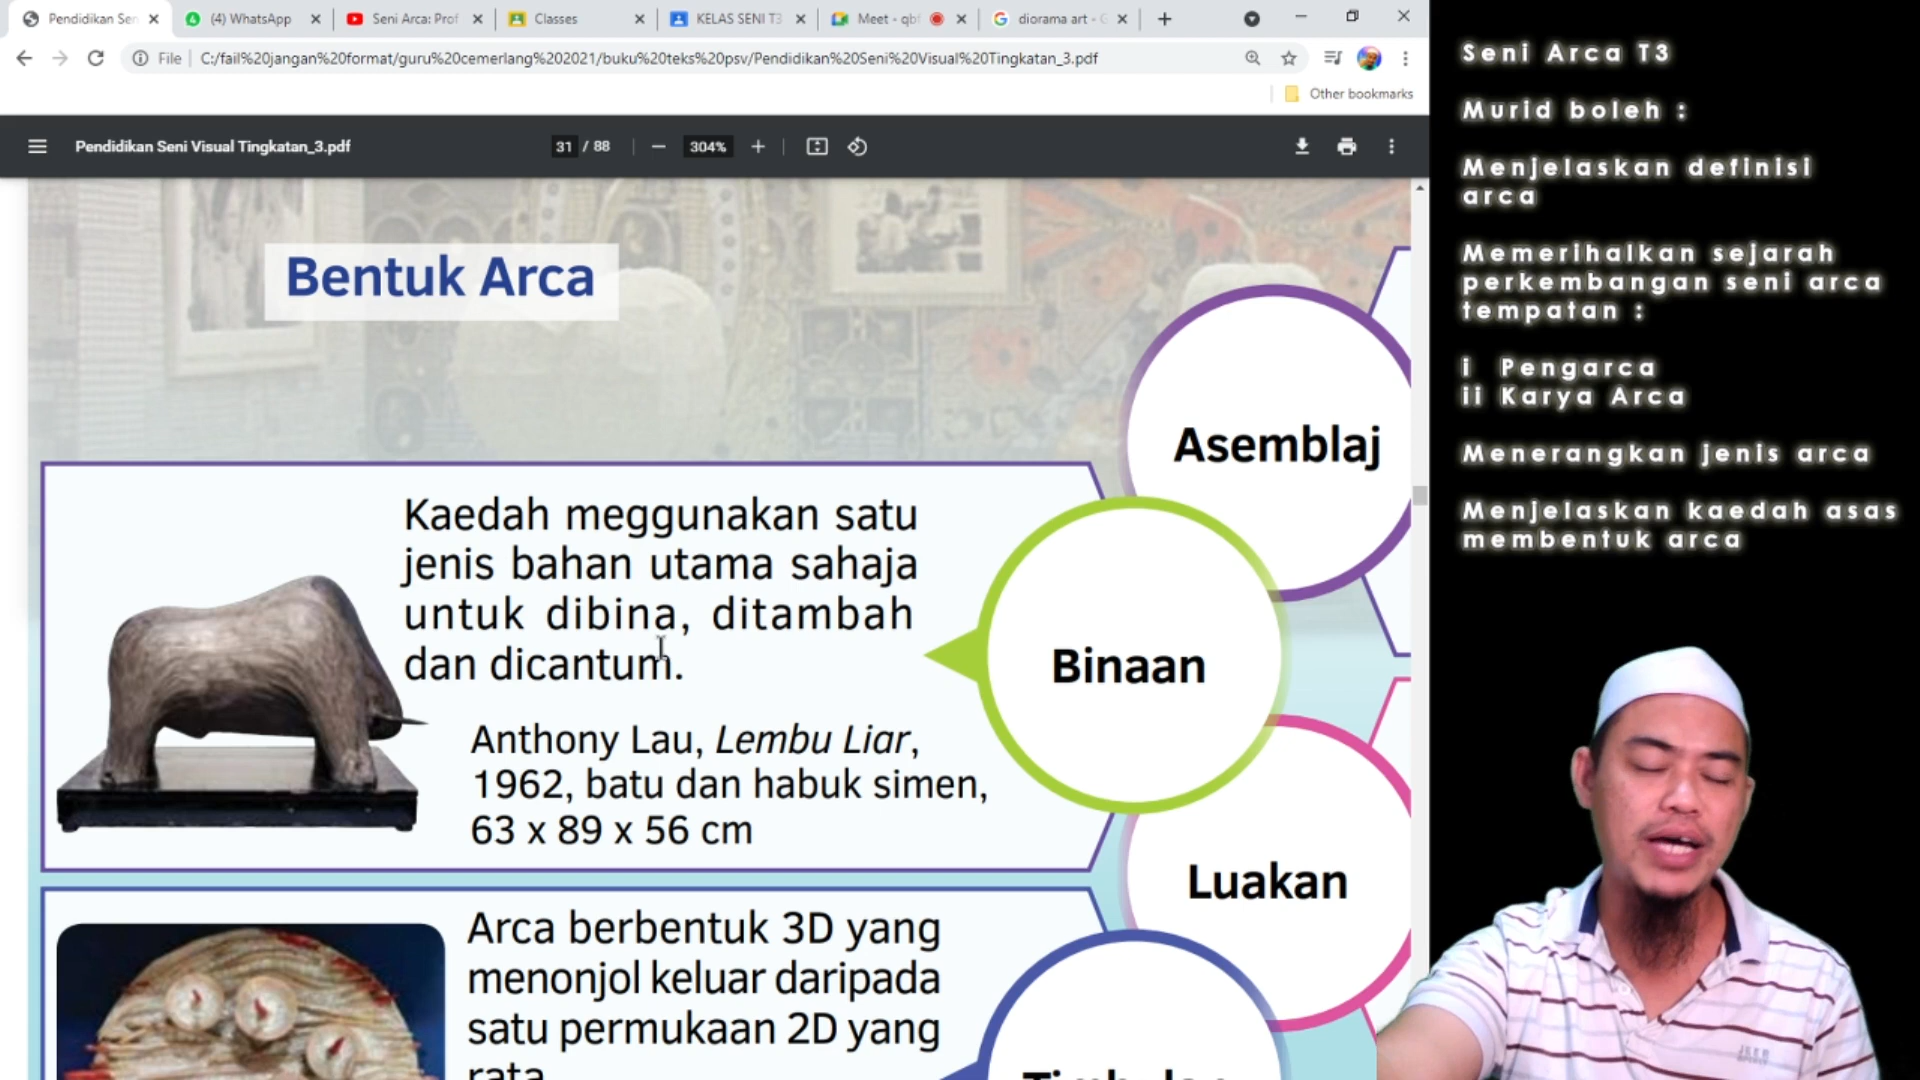 Pendidikan Sen
(4) WhatsApp
Seni Arca: Prof
Classes
KELAS SENI T3
Meet - qbf
diorama art - G
File
C:/fail%20jangan%20format/guru%20cemerlang%202021/buku%20teks%20psv/Pendidikan%20Seni%20Visual%20Tingkatan_3.pdf
Other bookmarks
Pendidikan Seni Visual Tingkatan_3.pdf
31 / 88
304%
Bentuk Arca
Asemblaj
Kaedah meggunakan satu
jenis bahan utama sahaja
untuk dibina, ditambah
dan dicantum.
Binaan
Anthony Lau, Lembu Liar,
1962, batu dan habuk simen,
63 x 89 x 56 cm
Luakan
Arca berbentuk 3D yang
menonjol keluar daripada
satu permukaan 2D yang
rata
Seni Arca T3
Murid boleh :
Menjelaskan definisi
arca
Memerihalkan sejarah
perkembangan seni arca
tempatan :
i Pengarca
ii Karya Arca
Menerangkan jenis arca
Menjelaskan kaedah asas
membentuk arca